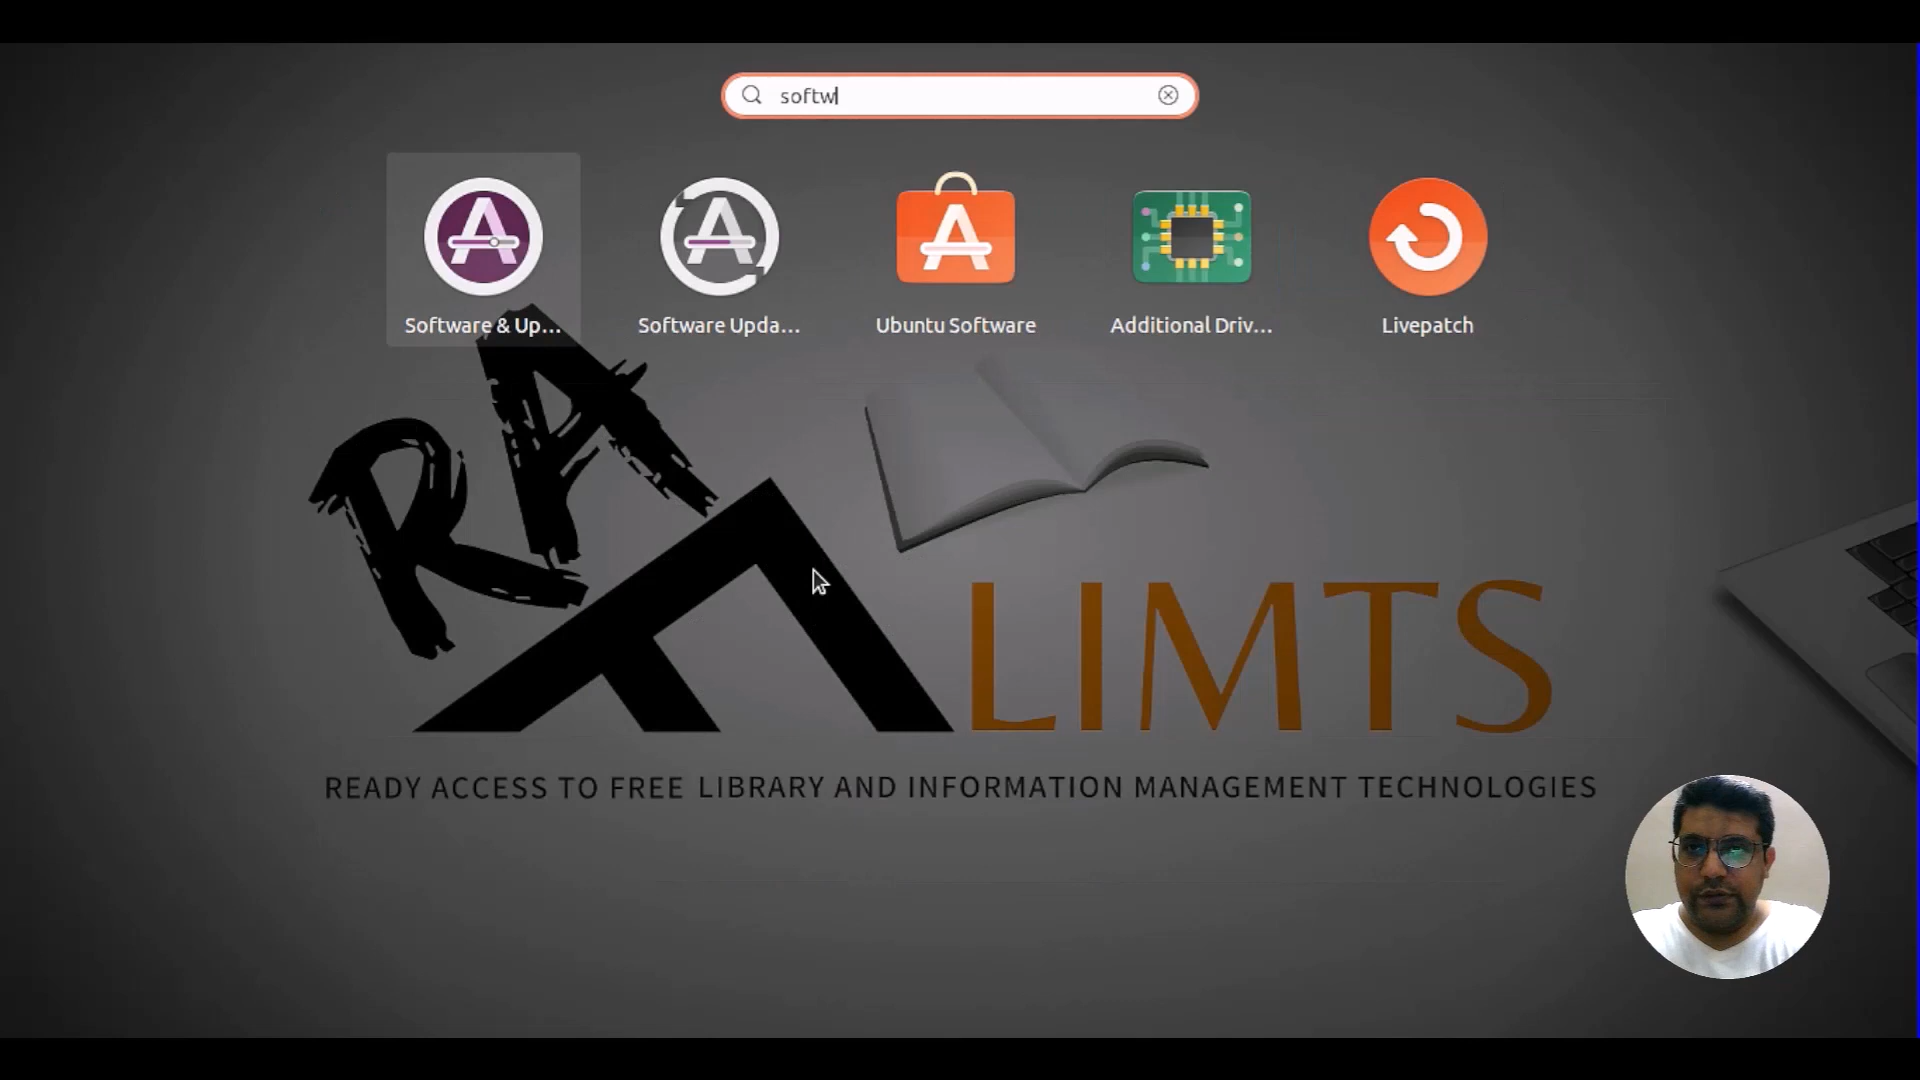 softw
Software & Up...
Software Upda...
Ubuntu Software
Additional Driv...
Livepatch
RA
LIMTS
READY ACCESS TO FREE LIBRARY AND INFORMATION MANAGEMENT TECHNOLOGIES